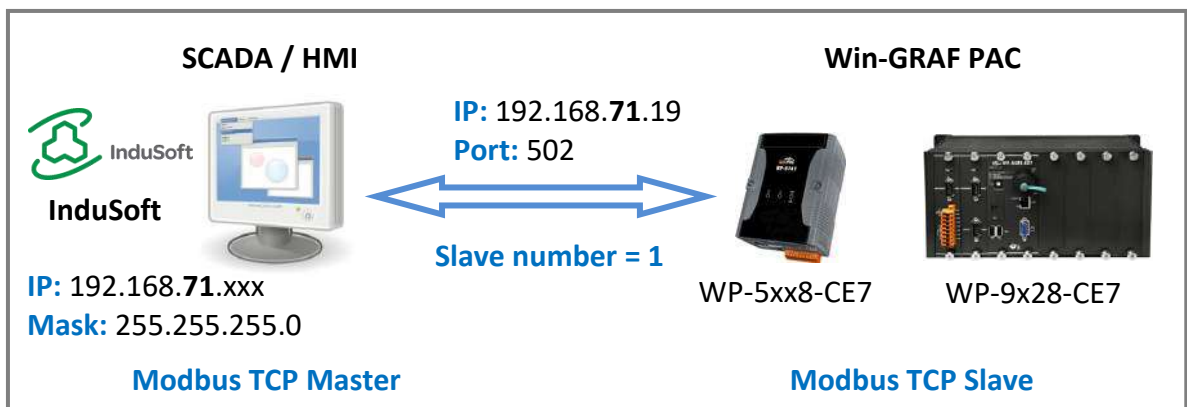 SCADA / HMI
Win-GRAF PAC
IP: 192.168.71.19
Port: 502
InduSoft
InduSoft
Slave number = 1
IP: 192.168.71.xxx
Mask: 255.255.255.0
WP-5xx8-CE7
WP-9x28-CE7
Modbus TCP Master
Modbus TCP Slave